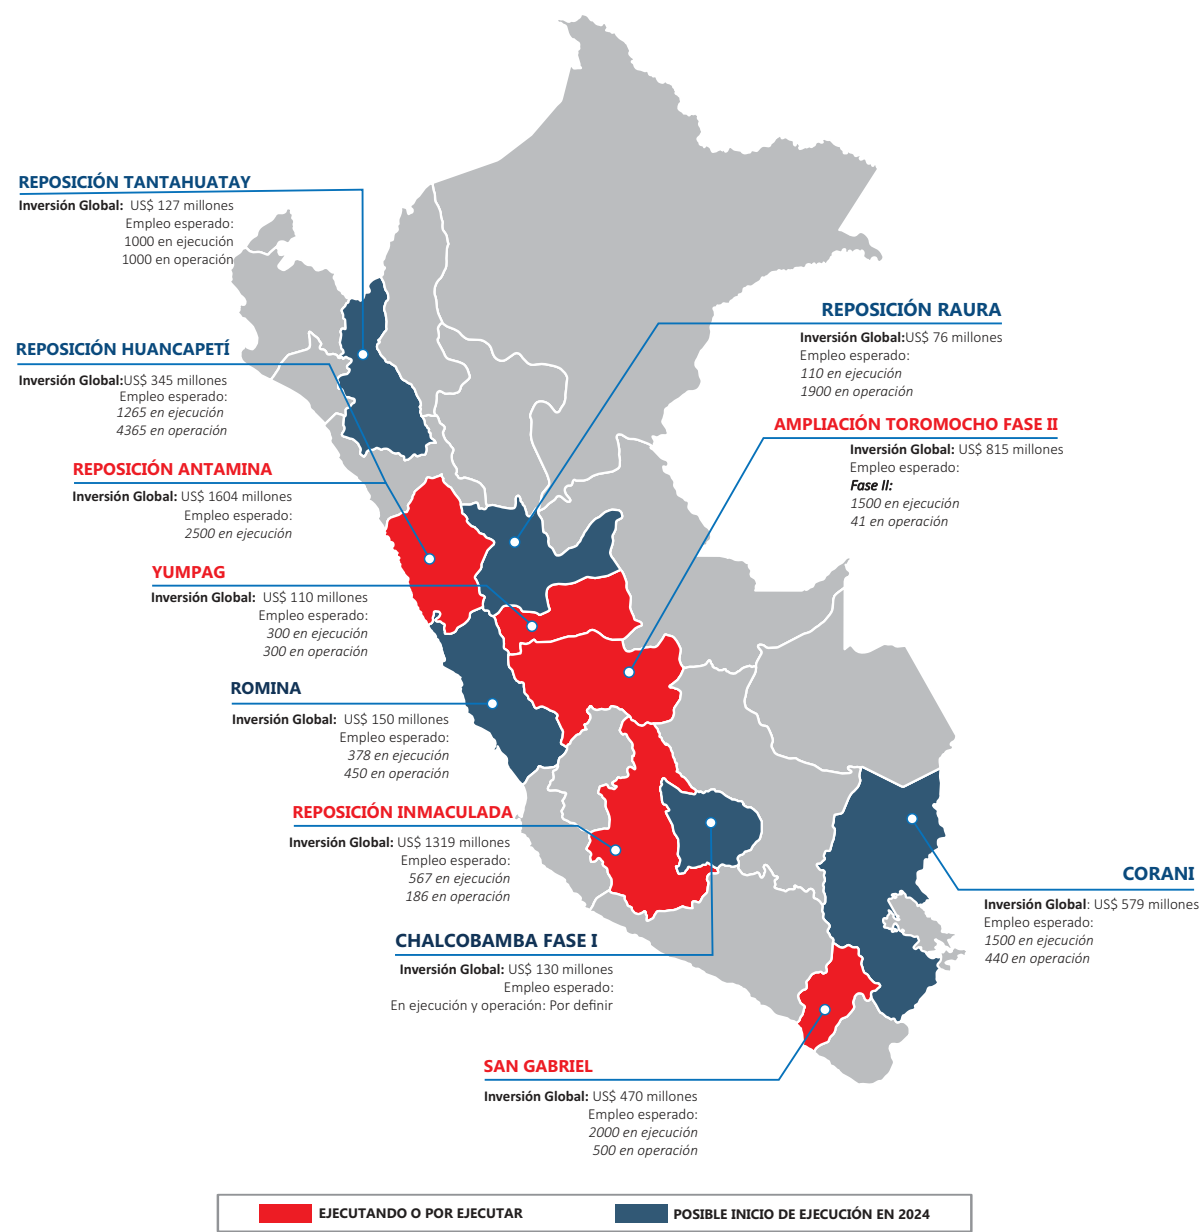 REPOSICIÓN TANTAHUATAY
Inversión Global: US$ 127 millones
Empleo esperado:
1000 en ejecución
1000 en operación
REPOSICIÓN HUANCAPETÍ
Inversión Global:US$ 345 millones
Empleo esperado:
1265 en ejecución
4365 en operación
REPOSICIÓN ANTAMINA
Inversión Global: US$ 1604 millones
Empleo esperado:
2500 en ejecución
YUMPAG
Inversión Global: US$ 110 millones
Empleo esperado:
300 en ejecución
300 en operación
ROMINA
Inversión Global: US$ 150 millones
Empleo esperado:
378 en ejecución
450 en operación
REPOSICIÓN INMACULADA
Inversión Global: US$ 1319 millones
Empleo esperado:
567 en ejecución
186 en operación
CHALCOBAMBA FASE I
Inversión Global: US$ 130 millones
Empleo esperado:
En ejecución y operación: Por definir
SAN GABRIEL
Inversión Global: US$ 470 millones
Empleo esperado:
2000 en ejecución
500 en operación
REPOSICIÓN RAURA
Inversión Global:US$ 76 millones
Empleo esperado:
110 en ejecución
1900 en operación
AMPLIACIÓN TOROMOCHO FASE II
Inversión Global: US$ 815 millones
Empleo esperado:
Fase II:
1500 en ejecución
41 en operación
CORANI
Inversión Global: US$ 579 millones
Empleo esperado:
1500 en ejecución
440 en operación
EJECUTANDO O POR EJECUTAR
POSIBLE INICIO DE EJECUCIÓN EN 2024